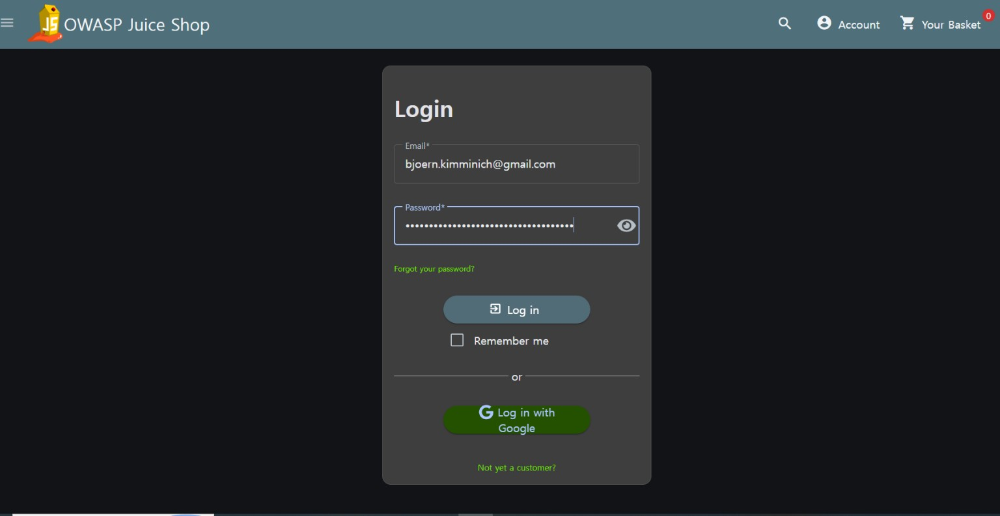 JS
OWASP Juice Shop
Account
Your Basket
0
Login
Email*
bjoern.kimminich@gmail.com
Password*
••••••••••••••••••••••••••••••••••••
Forgot your password?
Log in
Remember me
or
G Log in with
Google
Not yet a customer?